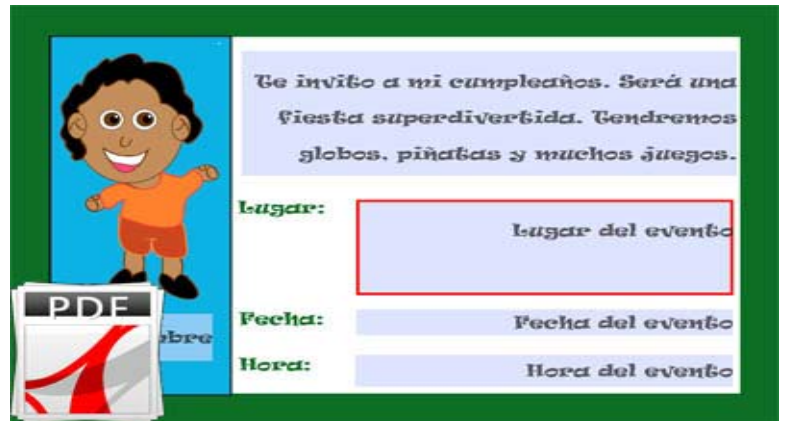 Te invito a mi cumpleaños. Será una
fiesta superdivertida. Tendremos
globos, piñatas y muchos juegos.
Lugar:
Lugar del evento
Fecha:
Fecha del evento
Hora:
Hora del evento
PDF